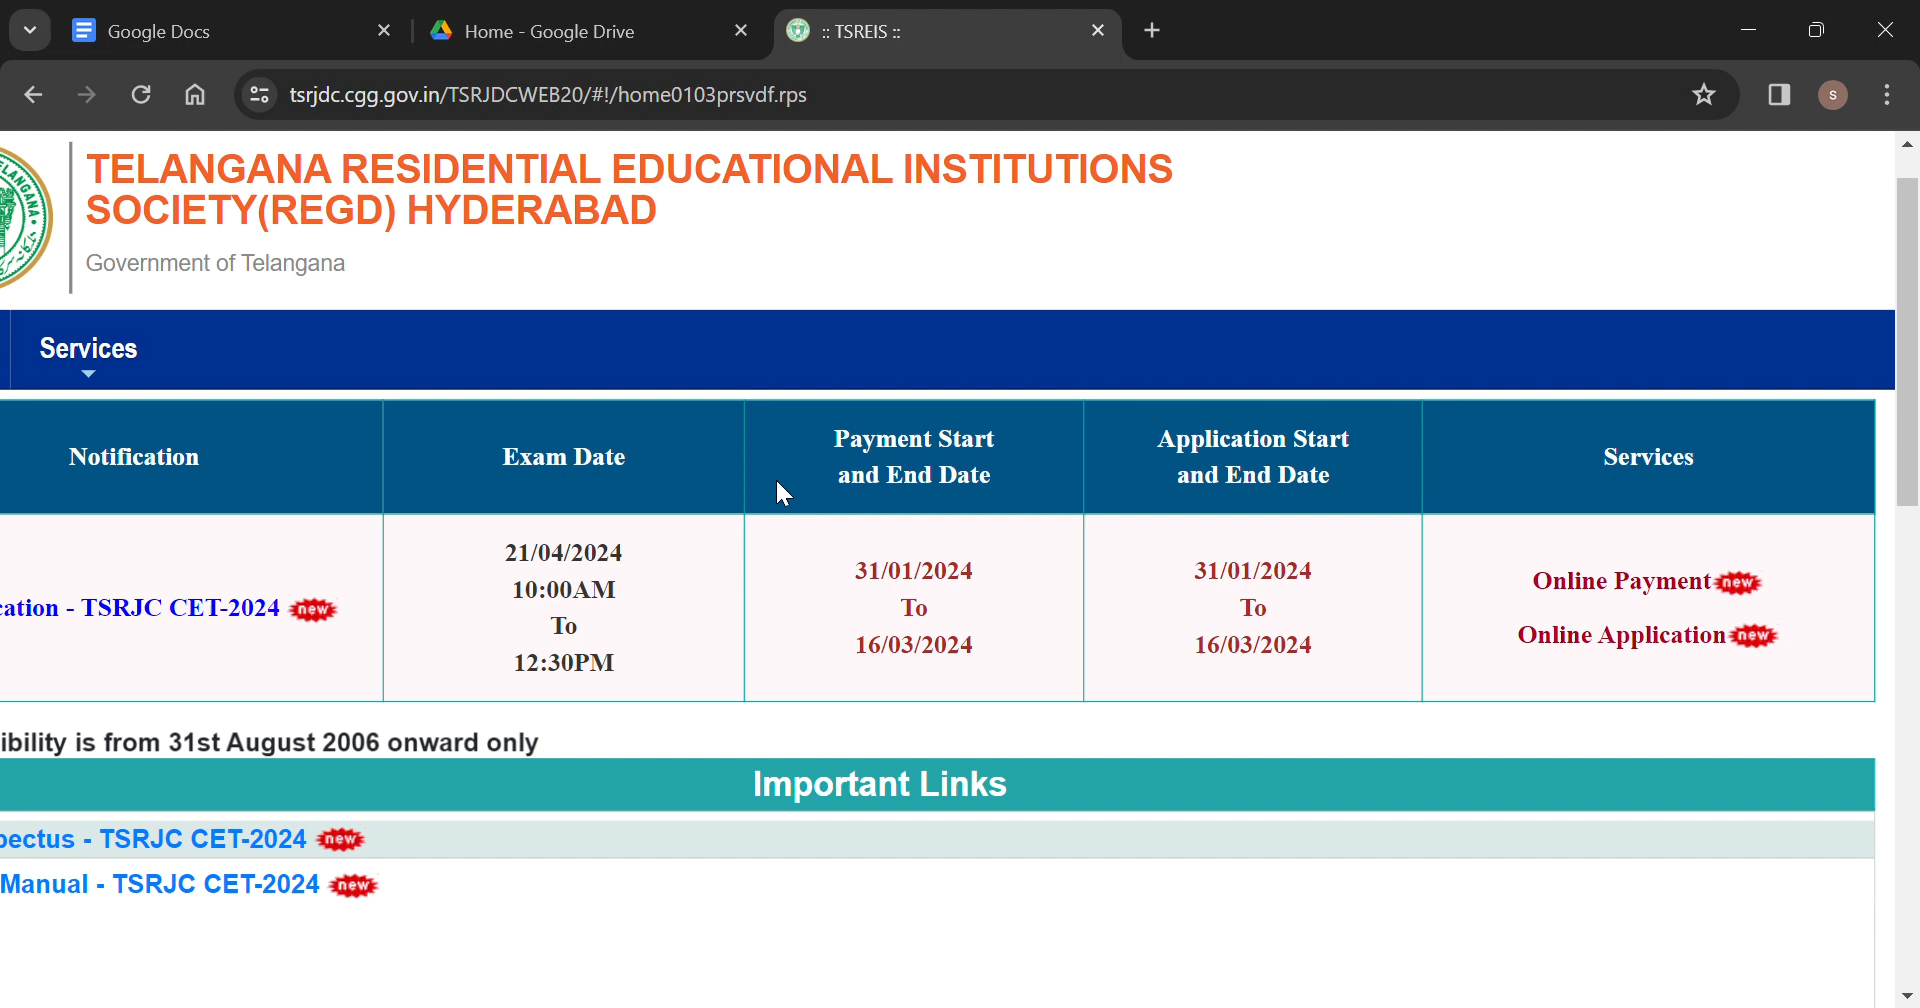 Google Docs
Home - Google Drive
:: TSREIS ::
tsrjdc.cgg.gov.in/TSRJDCWEB20/#!/home0103prsvdf.rps
S
TELANGANA
TELANGANA RESIDENTIAL EDUCATIONAL INSTITUTIONS
SOCIETY(REGD) HYDERABAD
Government of Telangana
Services
Notification
Exam Date
Payment Start
and End Date
Application Start
and End Date
Services
cation - TSRJC CET-2024 new
21/04/2024
10:00AM
To
12:30PM
31/01/2024
To
16/03/2024
31/01/2024
To
16/03/2024
Online Payment new
Online Application new
ibility is from 31st August 2006 onward only
Important Links
pectus - TSRJC CET-2024 new
Manual - TSRJC CET-2024 new